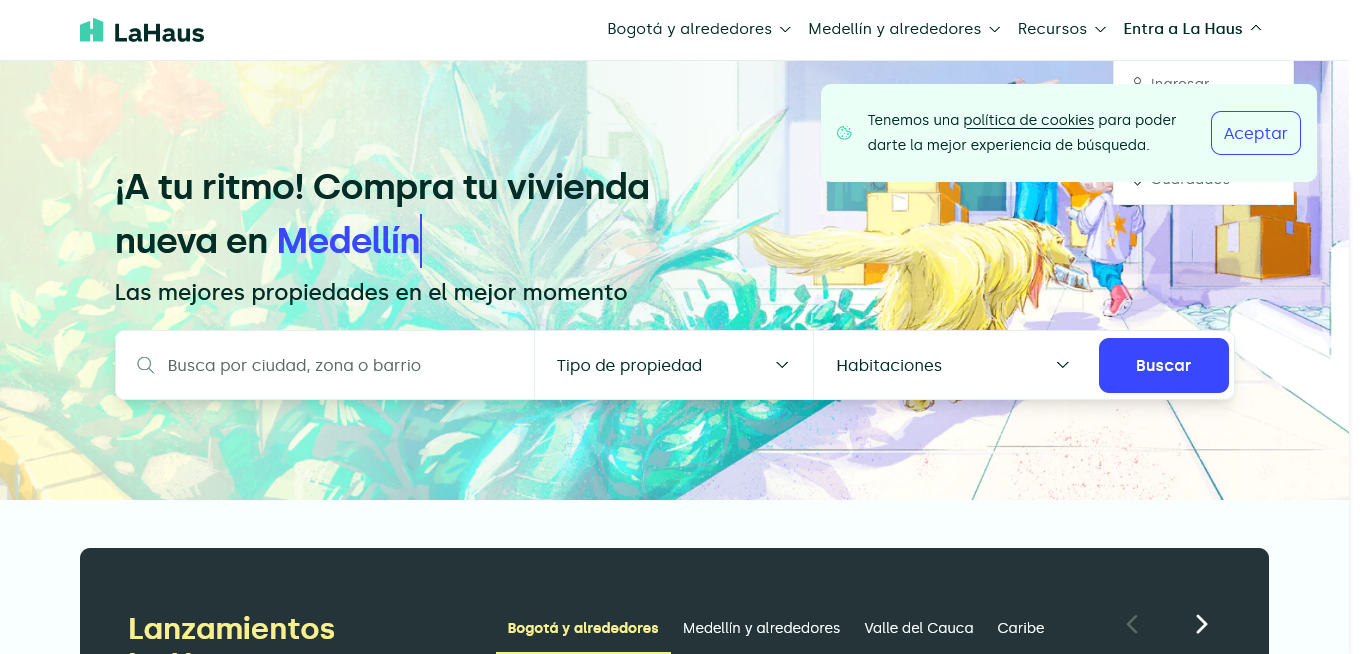 LaHaus
Bogotá y alrededores
Medellín y alrededores
Recursos
Entra a La Haus
Ingresar
Tenemos una política de cookies para poder
darte la mejor experiencia de búsqueda.
Aceptar
Guardados
¡A tu ritmo! Compra tu vivienda
nueva en Medellín
Las mejores propiedades en el mejor momento
Busca por ciudad, zona o barrio
Tipo de propiedad
Habitaciones
Buscar
Lanzamientos
Bogotá y alrededores
Medellín y alrededores
Valle del Cauca
Caribe